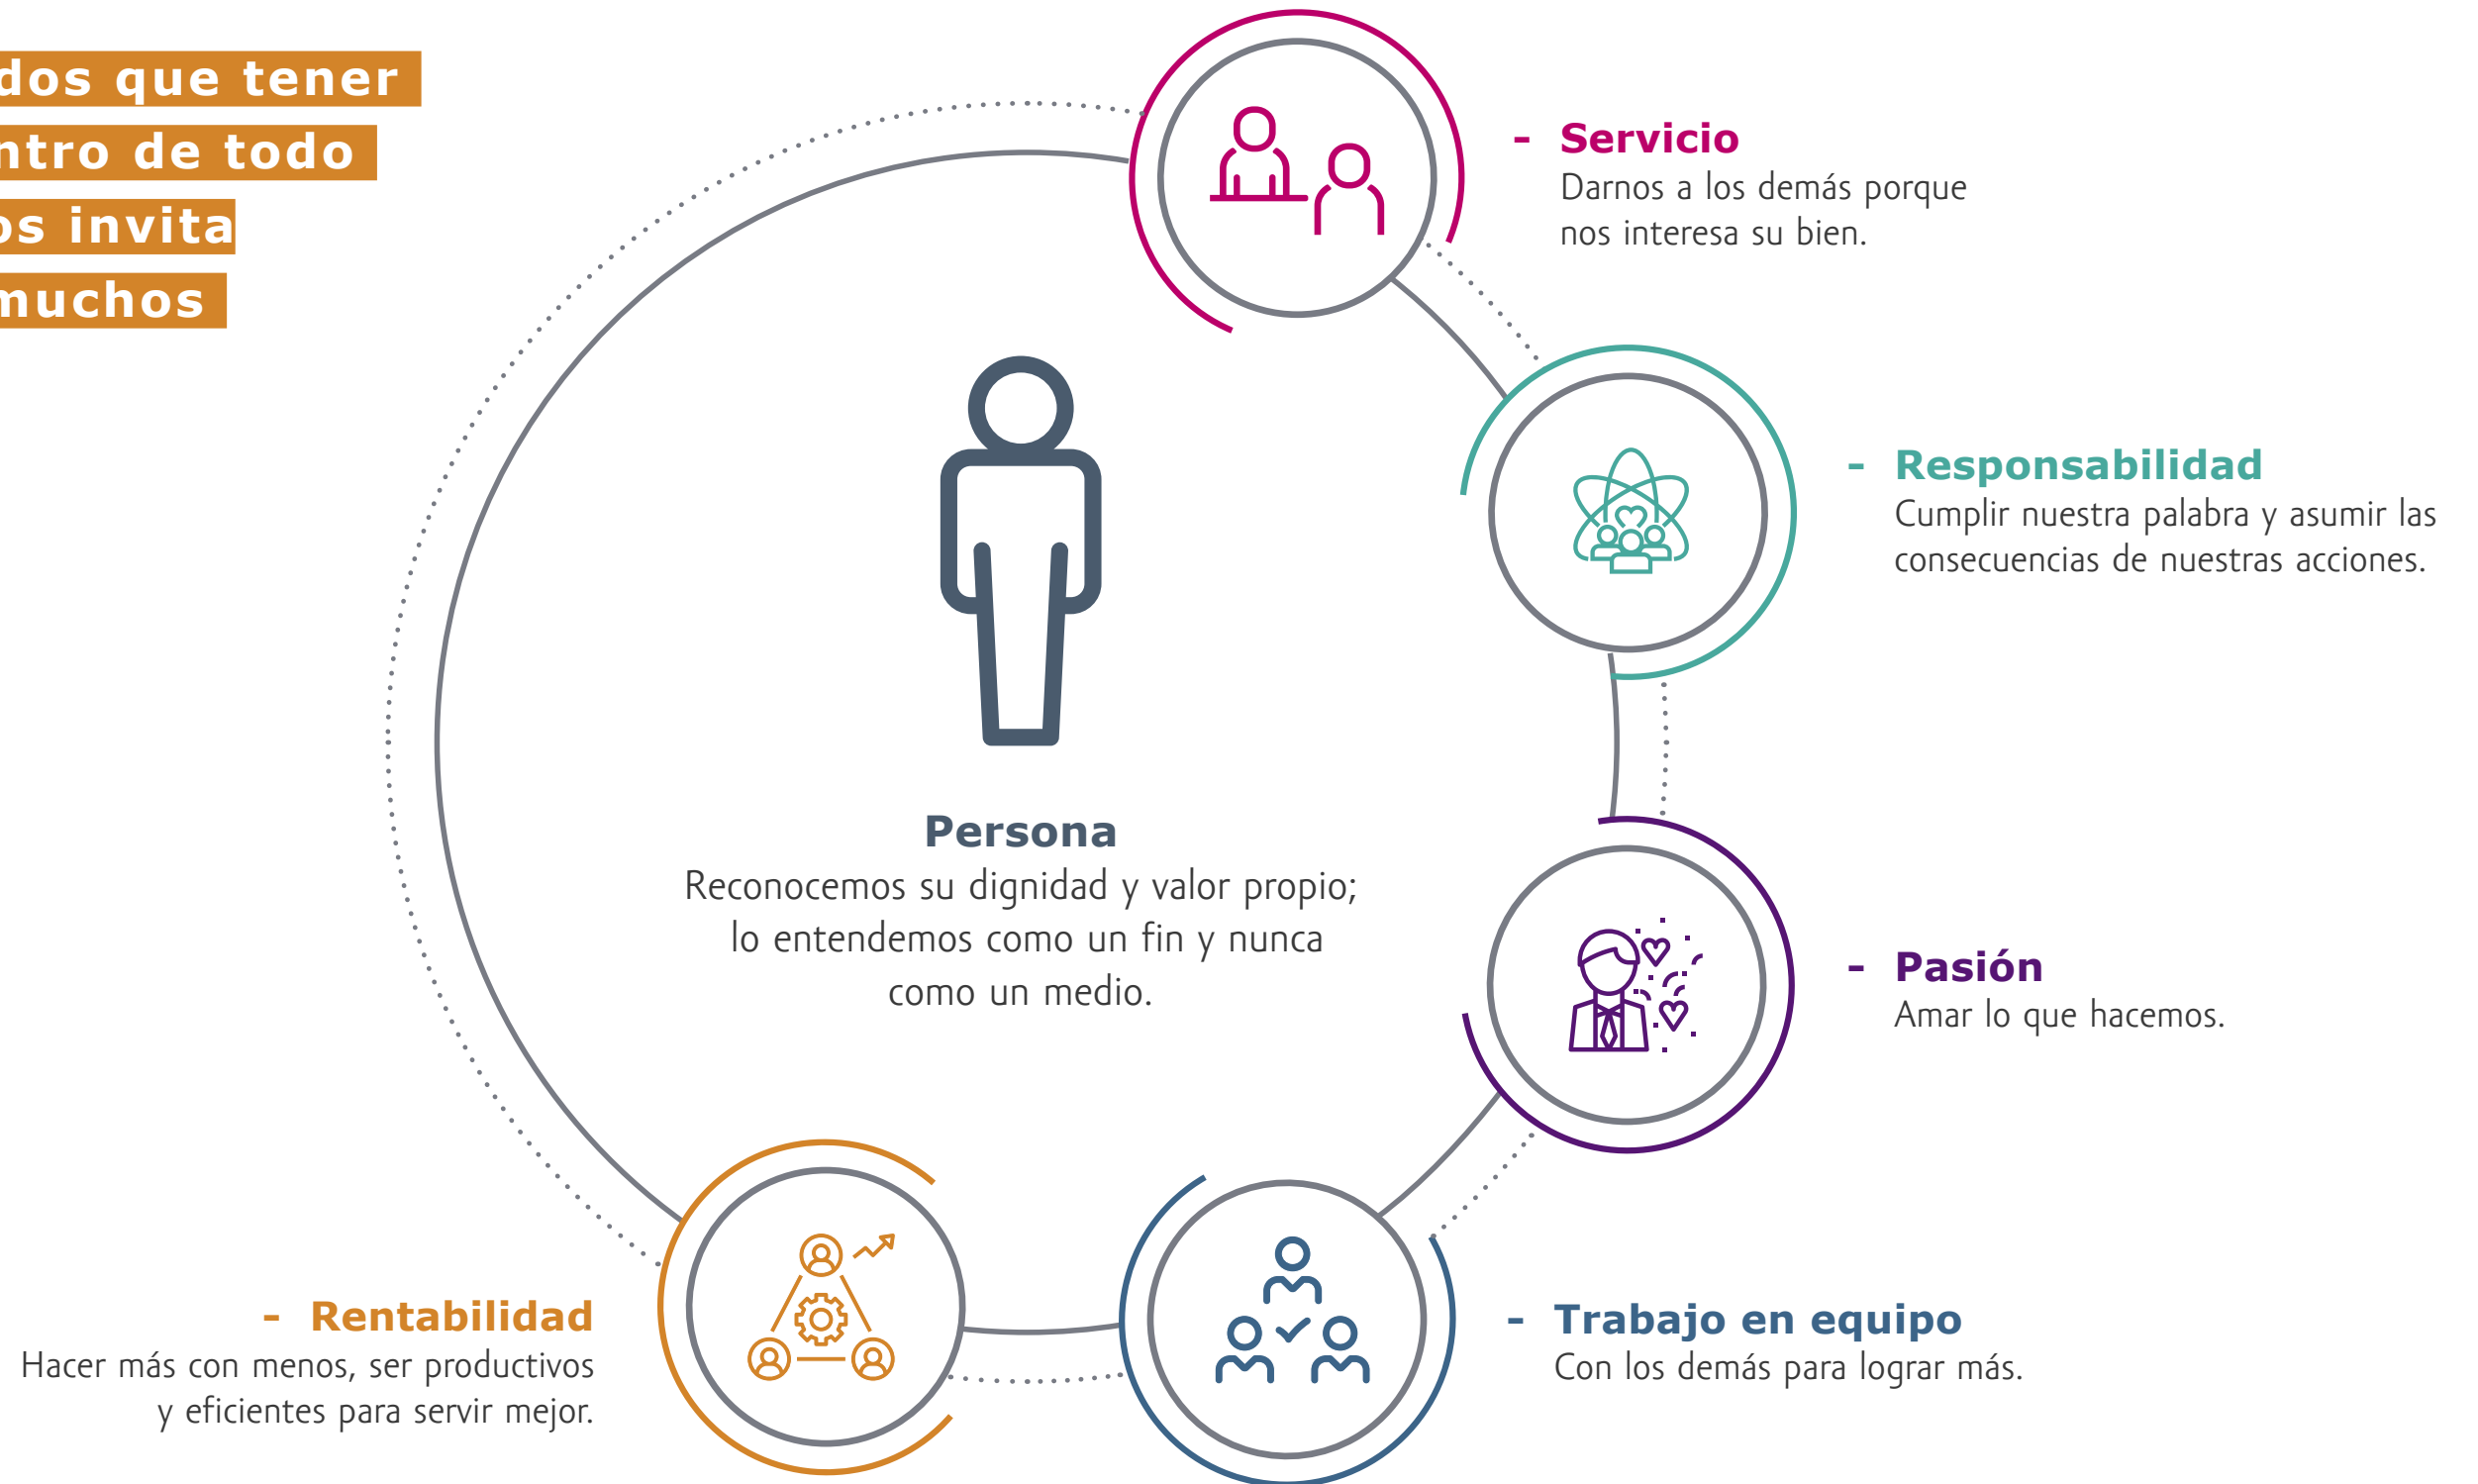 dos que tener
ntro de todo
os invita
muchos
- Servicio
Darnos a los demás porque
nos interesa su bien.
- Responsabilidad
Cumplir nuestra palabra y asumir las
consecuencias de nuestras acciones.
Persona
Reconocemos su dignidad y valor propio;
lo entendemos como un fin y nunca
como un medio.
- Pasión
Amar lo que hacemos.
- Rentabilidad
Hacer más con menos, ser productivos
y eficientes para servir mejor.
- Trabajo en equipo
Con los demás para lograr más.